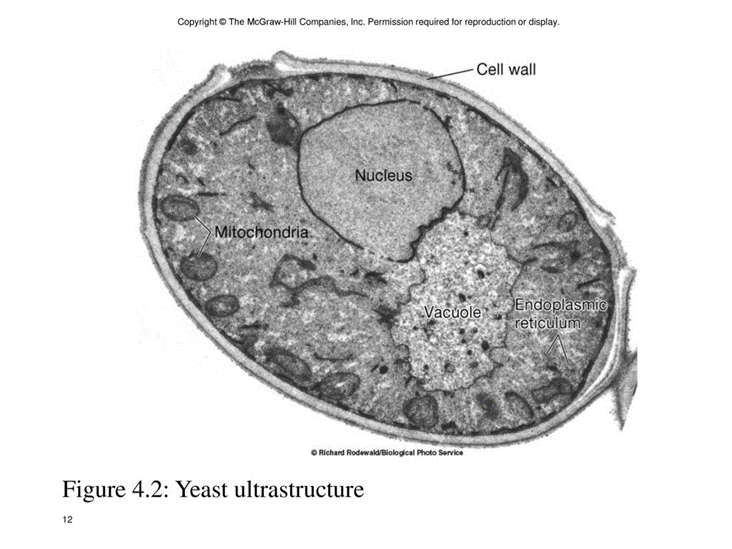 Copyright © The McGraw-Hill Companies, Inc. Permission required for reproduction or display.
Cell wall
Nucleus
Mitochondria
Vacuole
Endoplasmic
reticulum
© Richard Rodewald/Biological Photo Service
Figure 4.2: Yeast ultrastructure
12